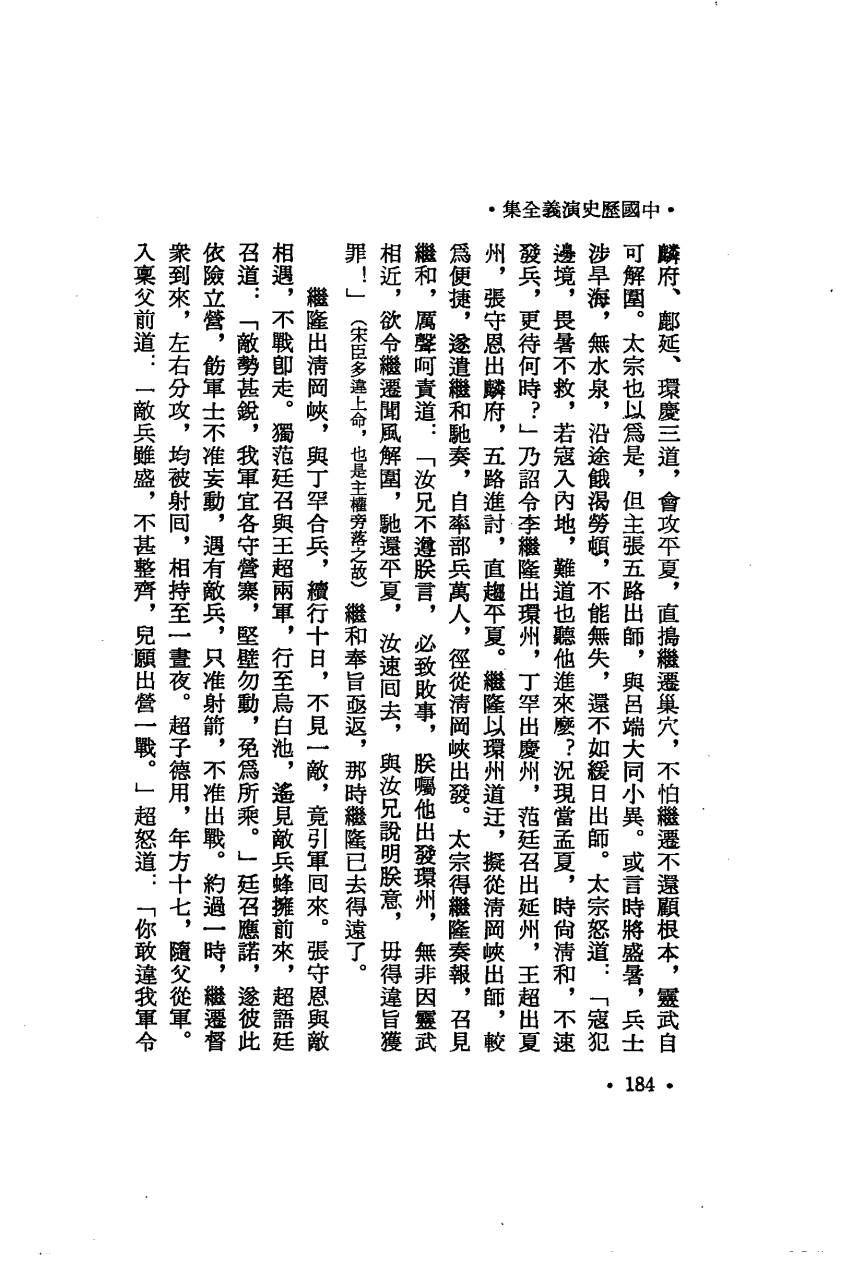 •中國歷史演義全集•
麟府、鄜延、環慶三道，會攻平夏，直搗繼遷巢穴，不怕繼遷不還顧根本，靈武自
可解圍。太宗也以爲是，但主張五路出師，與呂端大同小異。或言時將盛暑，兵士
涉旱海，無水泉，沿途餓渴勞頓，不能無失，還不如緩日出師。太宗怒道：「寇犯
邊境，畏暑不救，若寇入內地，難道也聽他進來麼？況現當孟夏，時尙清和，不速
發兵，更待何時？」乃詔令李繼隆出環州，丁罕出慶州，范廷召出延州，王超出夏
州，張守恩出麟府，五路進討，直趨平夏。繼隆以環州道迂，擬從清岡峽出師，較
爲便捷，遂遣繼和馳奏，自率部兵萬人，徑從清岡峽出發。太宗得繼隆奏報，召見
繼和，厲聲呵責道：「汝兄不遵朕言，必致敗事，朕囑他出發環州，無非因靈武
相近，欲令繼遷聞風解圍，馳還平夏，汝速回去，與汝兄說明朕意，毋得違旨獲
罪！」（宋臣多違上命，也是主權旁落之故）繼和奉旨亟返，那時繼隆已去得遠了。
繼隆出清岡峽，與丁罕合兵，續行十日，不見一敵，竟引軍回來。張守恩與敵
相遇，不戰卽走。獨范廷召與王超兩軍，行至烏白池，遙見敵兵蜂擁前來，超語廷
召道：「敵勢甚銳，我軍宜各守營寨，堅壁勿動，免爲所乘。」廷召應諾，遂彼此
依險立營，飭軍士不准妄動，遇有敵兵，只准射箭，不准出戰。約過一時，繼遷督
衆到來，左右分攻，均被射回，相持至一晝夜。超子德用，年方十七，隨父從軍。
入稟父前道：「敵兵雖盛，不甚整齊，兒願出營一戰。」超怒道：「你敢違我軍令
•184•